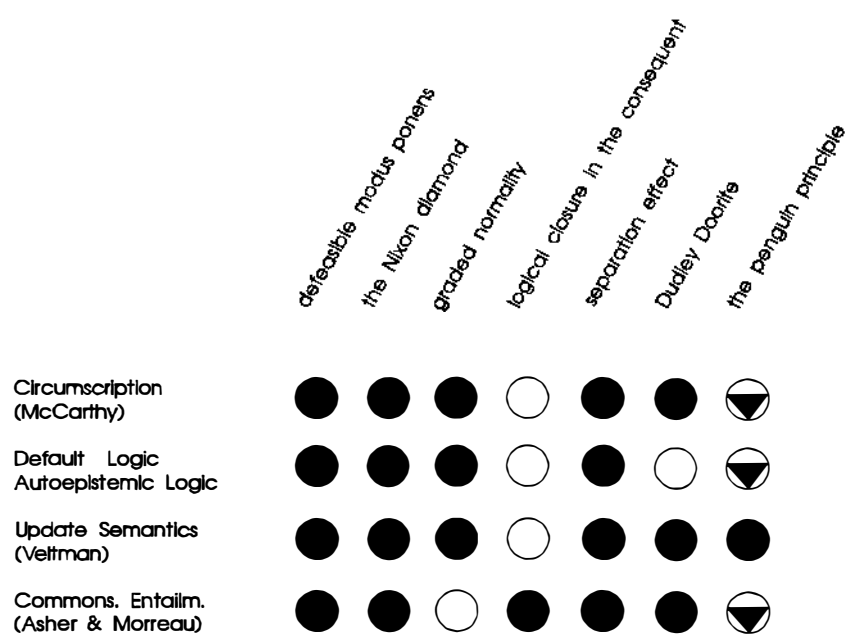 defeasible modus ponens
the Nixon diamond
graded normality
logical closure in the consequent
separation effect
Dudley Doorite
the penguin principle
Circumscription
(McCarthy)
Default Logic
Autoepistemic Logic
Update Semantics
(Veltman)
Commons. Entailm.
(Asher & Morreau)